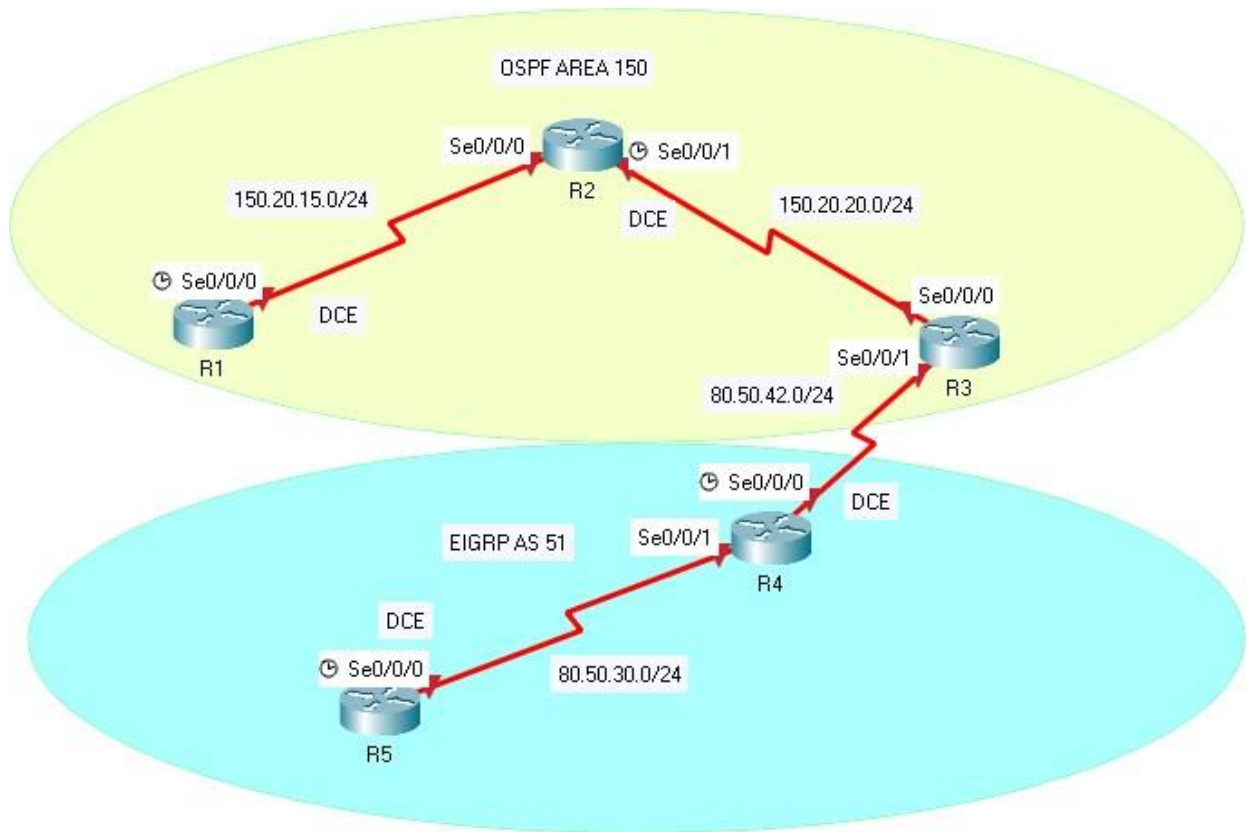 OSPF AREA 150
Se0/0/0
Se0/0/1
R2
DCE
150.20.15.0/24
150.20.20.0/24
Se0/0/0
DCE
R1
Se0/0/0
Se0/0/1
R3
80.50.42.0/24
Se0/0/0
DCE
EIGRP AS 51
Se0/0/1
R4
DCE
Se0/0/0
80.50.30.0/24
R5